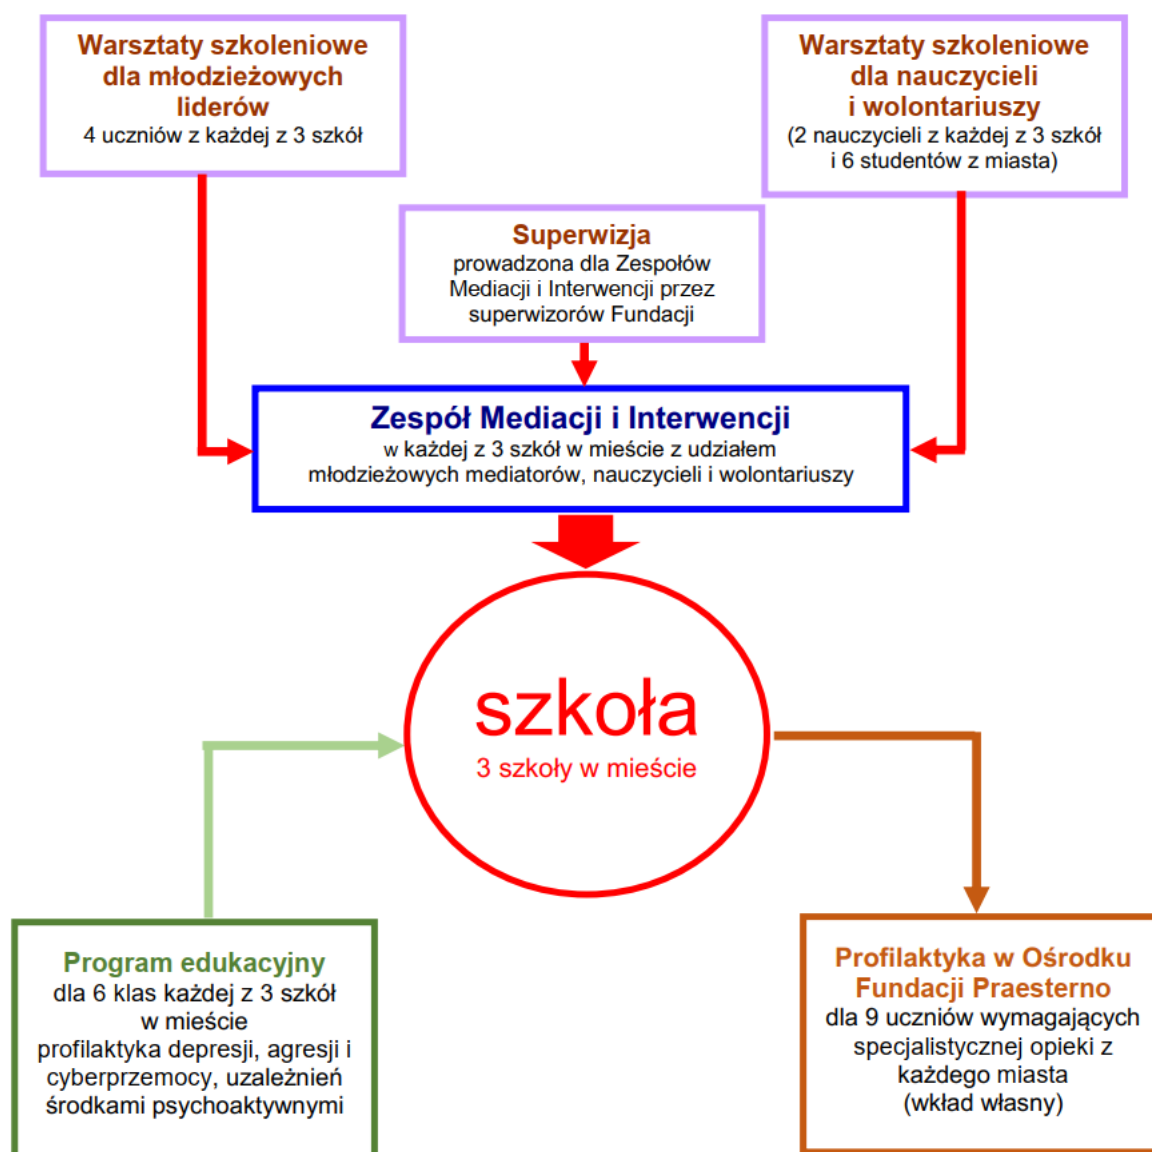 Warsztaty szkoleniowe
dla młodzieżowych
liderów
4 uczniów z każdej z 3 szkół
Warsztaty szkoleniowe
dla nauczycieli
i wolontariuszy
(2 nauczycieli z każdej z 3 szkół
i 6 studentów z miasta)
Superwizja
prowadzona dla Zespołów
Mediacji i Interwencji przez
superwizorów Fundacji
Zespół Mediacji i Interwencji
w każdej z 3 szkół w mieście z udziałem
młodzieżowych mediatorów, nauczycieli i wolontariuszy
szkoła
3 szkoły w mieście
Program edukacyjny
dla 6 klas każdej z 3 szkół
w mieście
profilaktyka depresji, agresji i
cyberprzemocy, uzależnień
środkami psychoaktywnymi
Profilaktyka w Ośrodku
Fundacji Praesterno
dla 9 uczniów wymagających
specjalistycznej opieki z
każdego miasta
(wkład własny)